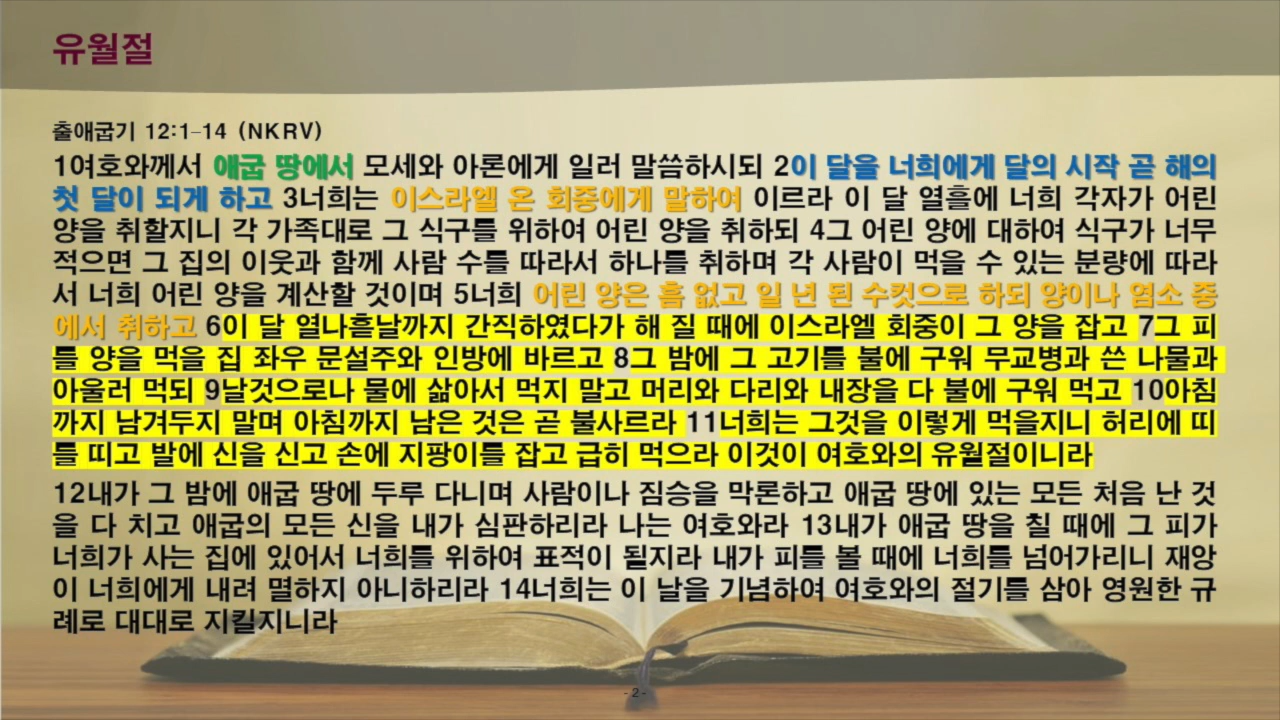 유월절
출애굽기 12:1–14 (NKRV)
1여호와께서 애굽 땅에서 모세와 아론에게 일러 말씀하시되 2이 달을 너희에게 달의 시작 곧 해의
첫 달이 되게 하고 3너희는 이스라엘 온 회중에게 말하여 이르라 이 달 열흘에 너희 각자가 어린
양을 취할지니 각 가족대로 그 식구를 위하여 어린 양을 취하되 4그 어린 양에 대하여 식구가 너무
적으면 그 집의 이웃과 함께 사람 수를 따라서 하나를 취하며 각 사람이 먹을 수 있는 분량에 따라
서 너희 어린 양을 계산할 것이며 5너희 어린 양은 흠 없고 일 년 된 수컷으로 하되 양이나 염소 중
에서 취하고 6이 달 열나흗날까지 간직하였다가 해 질 때에 이스라엘 회중이 그 양을 잡고 7그 피
를 양을 먹을 집 좌우 문설주와 인방에 바르고 8그 밤에 그 고기를 불에 구워 무교병과 쓴 나물과
아울러 먹되 9날것으로나 물에 삶아서 먹지 말고 머리와 다리와 내장을 다 불에 구워 먹고 10아침
까지 남겨두지 말며 아침까지 남은 것은 곧 불사르라 11너희는 그것을 이렇게 먹을지니 허리에 띠
를 띠고 발에 신을 신고 손에 지팡이를 잡고 급히 먹으라 이것이 여호와의 유월절이니라
12내가 그 밤에 애굽 땅에 두루 다니며 사람이나 짐승을 막론하고 애굽 땅에 있는 모든 처음 난 것
을 다 치고 애굽의 모든 신을 내가 심판하리라 나는 여호와라 13내가 애굽 땅을 칠 때에 그 피가
너희가 사는 집에 있어서 너희를 위하여 표적이 될지라 내가 피를 볼 때에 너희를 넘어가리니 재앙
이 너희에게 내려 멸하지 아니하리라 14너희는 이 날을 기념하여 여호와의 절기를 삼아 영원한 규
례로 대대로 지킬지니라
- 2 -